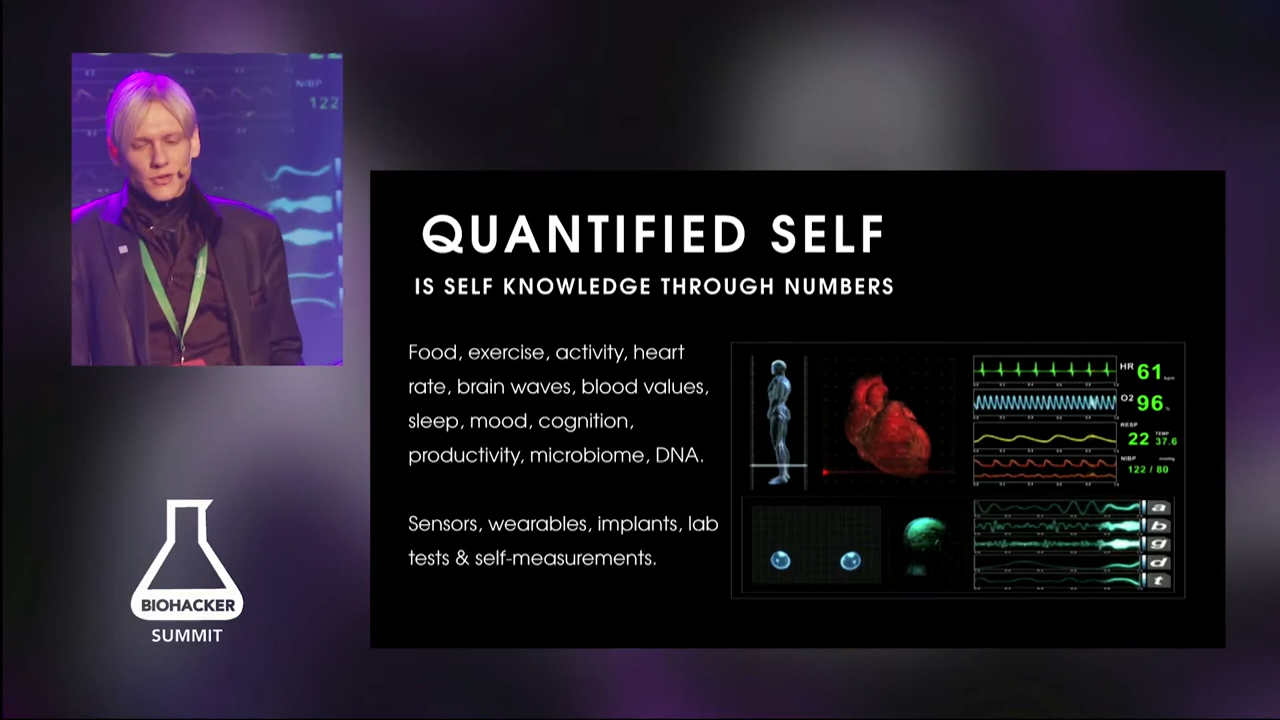 NIBP
122
QUANTIFIED SELF
IS SELF KNOWLEDGE THROUGH NUMBERS
Food, exercise, activity, heart
rate, brain waves, blood values,
sleep, mood, cognition,
productivity, microbiome, DNA.
Sensors, wearables, implants, lab
tests & self-measurements.
HR 61 bpm
O2 96 %
RESP
22 TEMP 37.6
NIBP mmHg
122 / 80
a
b
g
d
t
BIOHACKER
SUMMIT